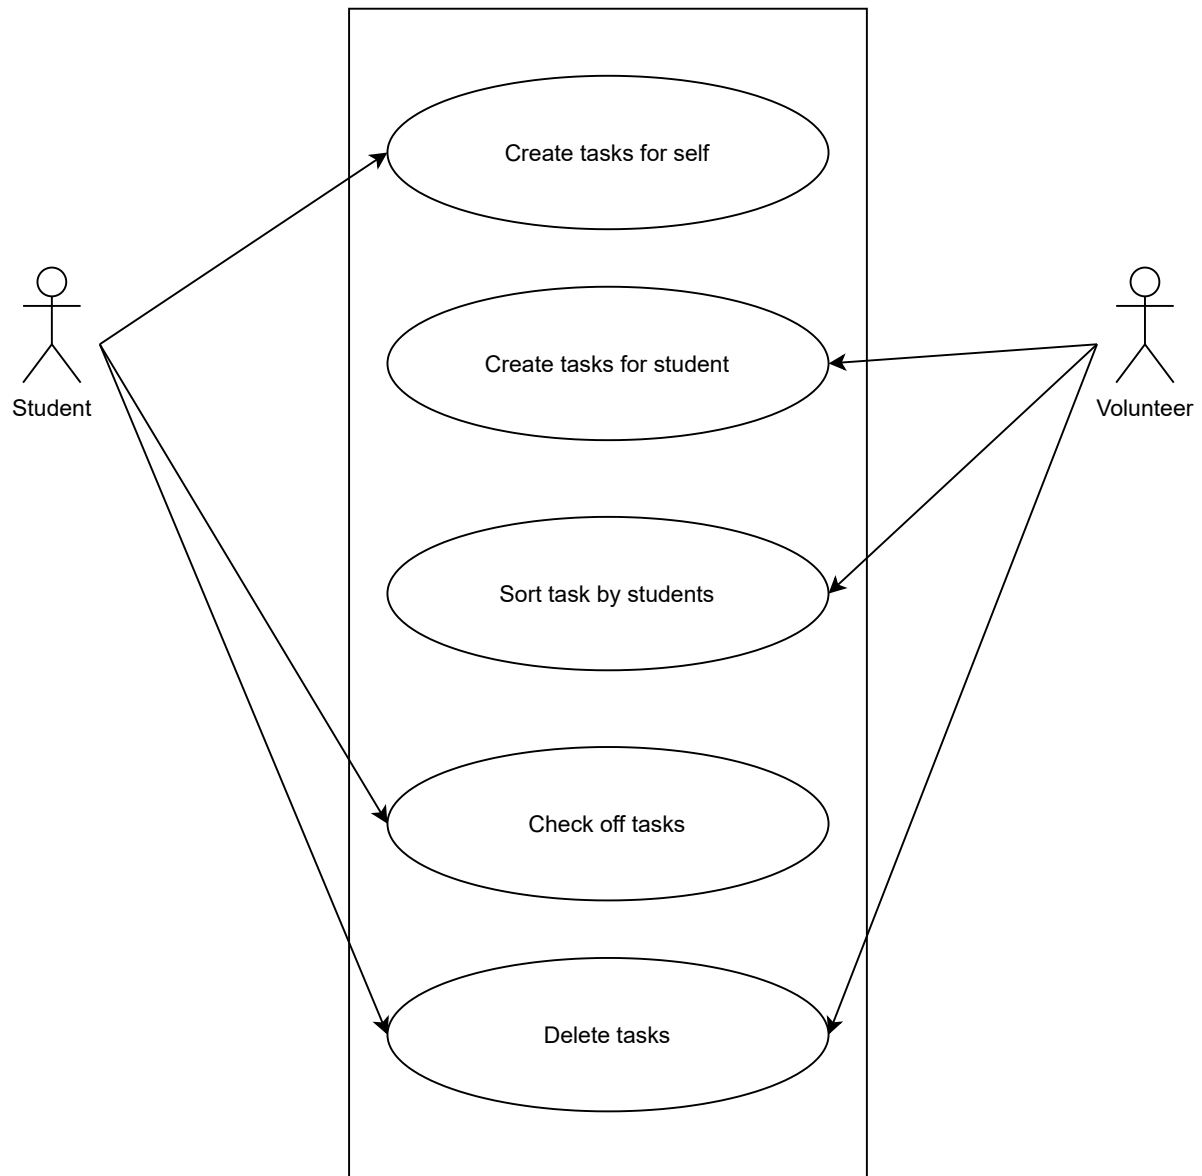 Create tasks for self
Student
Create tasks for student
Volunteer
Sort task by students
Check off tasks
Delete tasks